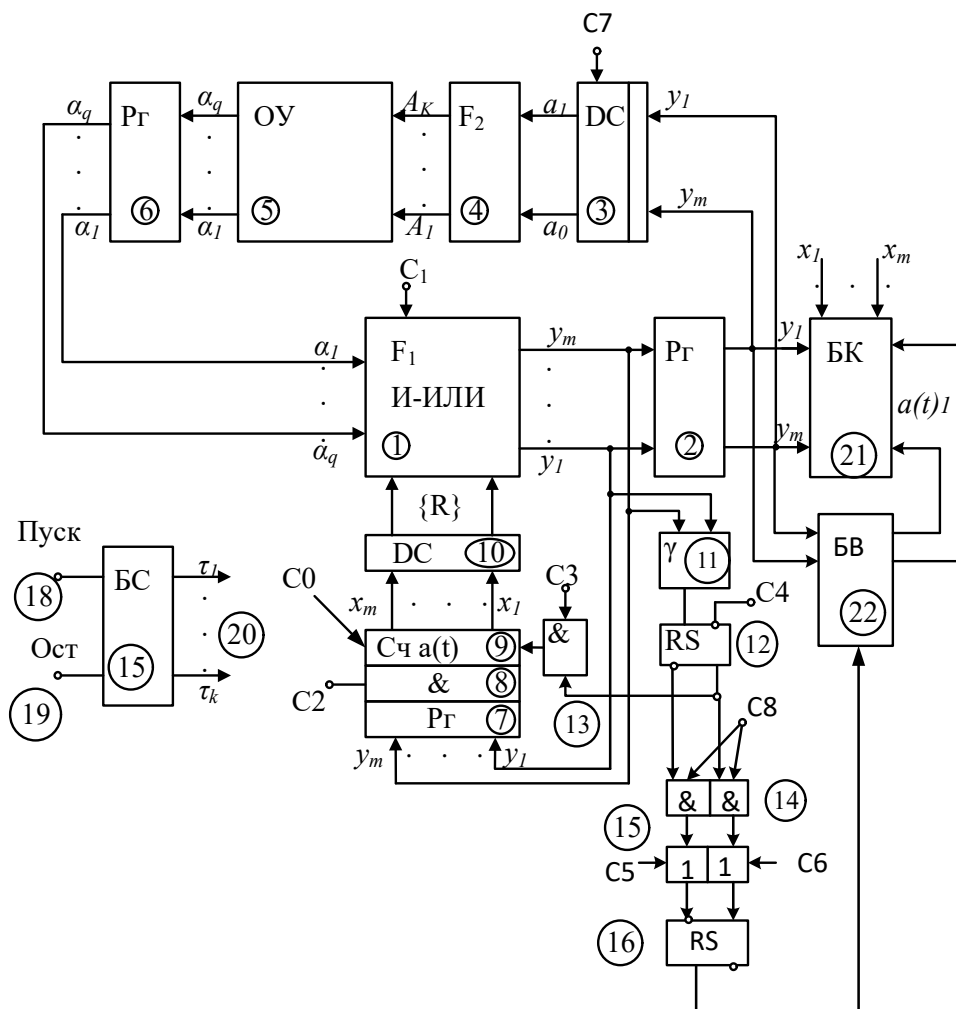 C7
αq Рг αq ОУ AK F2 a1 DC y1
ym
α1 6 α1 5 A1 4 a0 3
x1 xm
C1
α1 F1 ym Рг y1 БК
И-ИЛИ
a(t)1
αq 1 y1 2 ym 21
{R}
Пуск
DC 10 γ 11 БВ
18 БС τ1 C0 C3 22
xm x1 C4
20 & RS 12
Ост Сч a(t) 9
15 & 8
19 τk C2 13 C8
Рг 7
ym y1
& & 14
15
C5 1 1 C6
16 RS